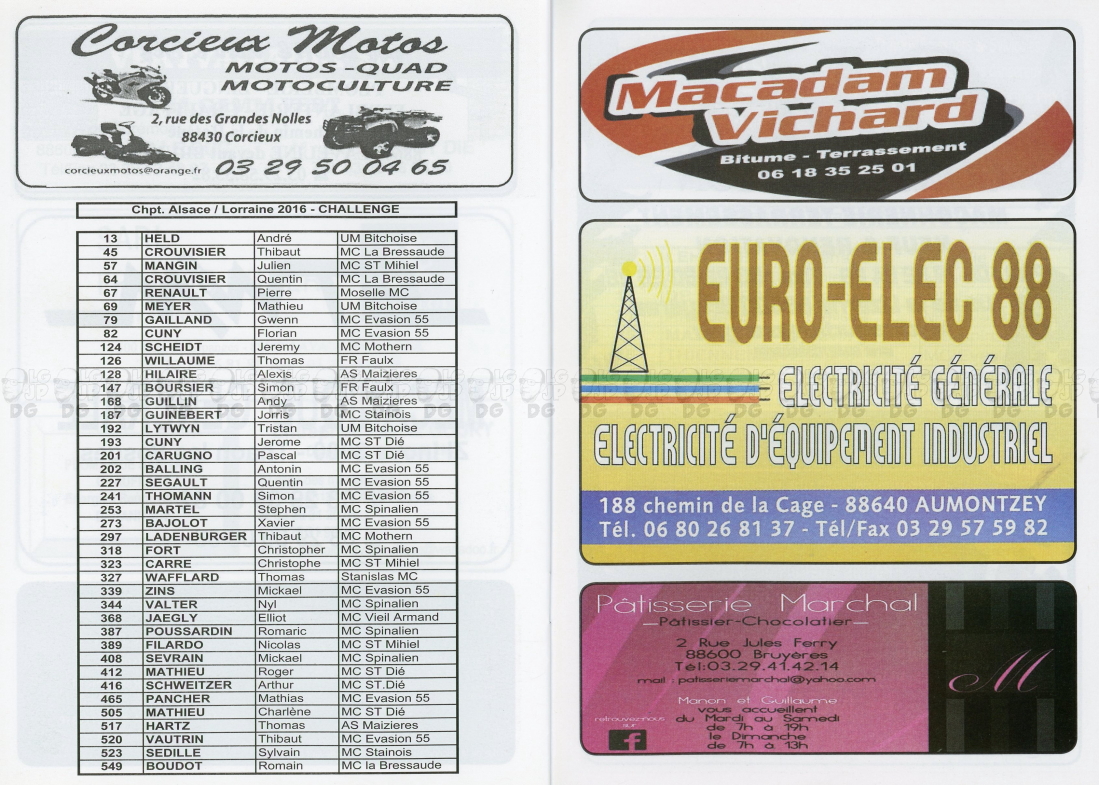 Corcieux Motos
MOTOS -QUAD
MOTOCULTURE
2, rue des Grandes Nolles
88430 Corcieux
corcieuxmotos@orange.fr 03 29 50 04 65
Chpt. Alsace / Lorraine 2016 - CHALLENGE
13 HELD André UM Bitchoise
45 CROUVISIER Thibaut MC La Bressaude
57 MANGIN Julien MC ST Mihiel
64 CROUVISIER Quentin MC La Bressaude
67 RENAULT Pierre Moselle MC
69 MEYER Mathieu UM Bitchoise
79 GAILLAND Gwenn MC Evasion 55
82 CUNY Florian MC Evasion 55
124 SCHEIDT Jeremy MC Mothern
126 WILLAUME Thomas FR Faulx
128 HILAIRE Alexis AS Maizieres
147 BOURSIER Simon FR Faulx
168 GUILLIN Andy AS Maizieres
187 GUINEBERT Jorris MC Stainois
192 LYTWYN Tristan UM Bitchoise
193 CUNY Jerome MC ST Dié
201 CARUGNO Pascal MC ST Dié
202 BALLING Antonin MC Evasion 55
227 SEGAULT Quentin MC Evasion 55
241 THOMANN Simon MC Evasion 55
253 MARTEL Stephen MC Spinalien
273 BAJOLOT Xavier MC Evasion 55
297 LADENBURGER Thibaut MC Mothern
318 FORT Christopher MC Spinalien
323 CARRE Christophe MC ST Mihiel
327 WAFFLARD Thomas Stanislas MC
339 ZINS Mickael MC Evasion 55
344 VALTER Nyl MC Spinalien
368 JAEGLY Elliot MC Vieil Armand
387 POUSSARDIN Romaric MC Spinalien
389 FILARDO Nicolas MC ST Mihiel
408 SEVRAIN Mickael MC Spinalien
412 MATHIEU Roger MC ST Dié
416 SCHWEITZER Arthur MC ST.Dié
465 PANCHER Mathias MC Evasion 55
505 MATHIEU Charlène MC ST Dié
517 HARTZ Thomas AS Maizieres
520 VAUTRIN Thibaut MC Evasion 55
523 SEDILLE Sylvain MC Stainois
549 BOUDOT Romain MC la Bressaude
Macadam
Vichard
Bitume - Terrassement
06 18 35 25 01
EURO-ELEC 88
ELECTRICITÉ GÉNÉRALE
ELECTRICITÉ D'ÉQUIPEMENT INDUSTRIEL
188 chemin de la Cage - 88640 AUMONTZEY
Tél. 06 80 26 81 37 - Tél/Fax 03 29 57 59 82
Pâtisserie Marchal
Pâtissier-Chocolatier
2 Rue Jules Ferry
88600 Bruyères
Tél:03.29.41.42.14
mail : patisseriemarchal@yahoo.com
Manon et Guillaume
vous accueillent
du Mardi au Samedi
de 7h à 19h
le Dimanche
de 7h à 13h
retrouvez-nous
sur
f
M